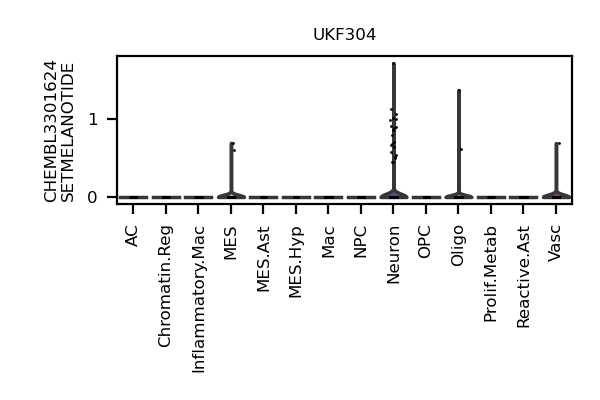 UKF304
CHEMBL3301624
SETMELANOTIDE
1
0
AC
Chromatin.Reg
Inflammatory.Mac
MES
MES.Ast
MES.Hyp
Mac
NPC
Neuron
OPC
Oligo
Prolif.Metab
Reactive.Ast
Vasc